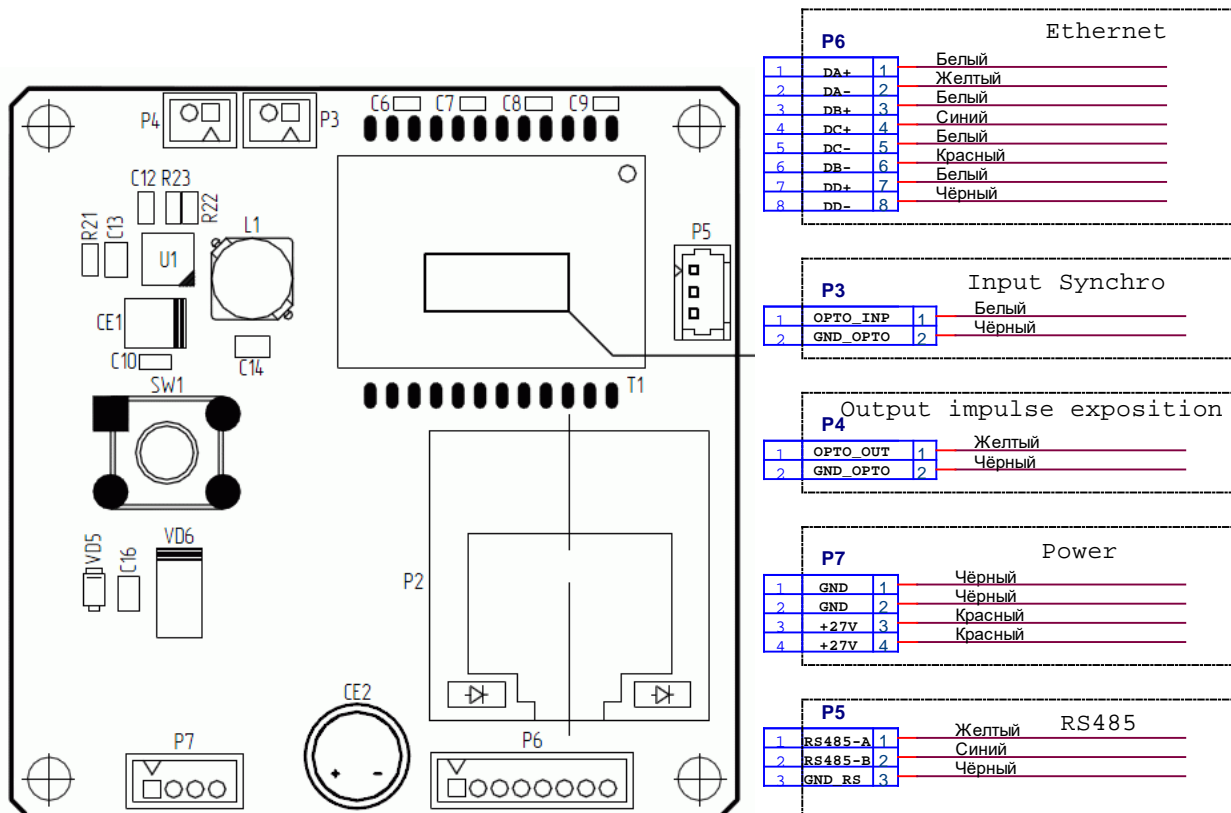 P4
P3
C6
C7
C8
C9
C12
R23
R22
R21
C13
U1
L1
P5
CE1
C10
C14
SW1
T1
VD5
C16
VD6
P2
CE2
+ -
P7
P6
P6 Ethernet
1 DA+ 1 Белый
2 DA- 2 Желтый
3 DB+ 3 Белый
4 DC+ 4 Синий
5 DC- 5 Белый
6 DB- 6 Красный
7 DD+ 7 Белый
8 DD- 8 Чёрный
P3 Input Synchro
1 OPTO_INP 1 Белый
2 GND_OPTO 2 Чёрный
Output impulse exposition
P4
1 OPTO_OUT 1 Желтый
2 GND_OPTO 2 Чёрный
P7 Power
1 GND 1 Чёрный
2 GND 2 Чёрный
3 +27V 3 Красный
4 +27V 4 Красный
P5 RS485
1 RS485-A 1 Желтый
2 RS485-B 2 Синий
3 GND RS 3 Чёрный